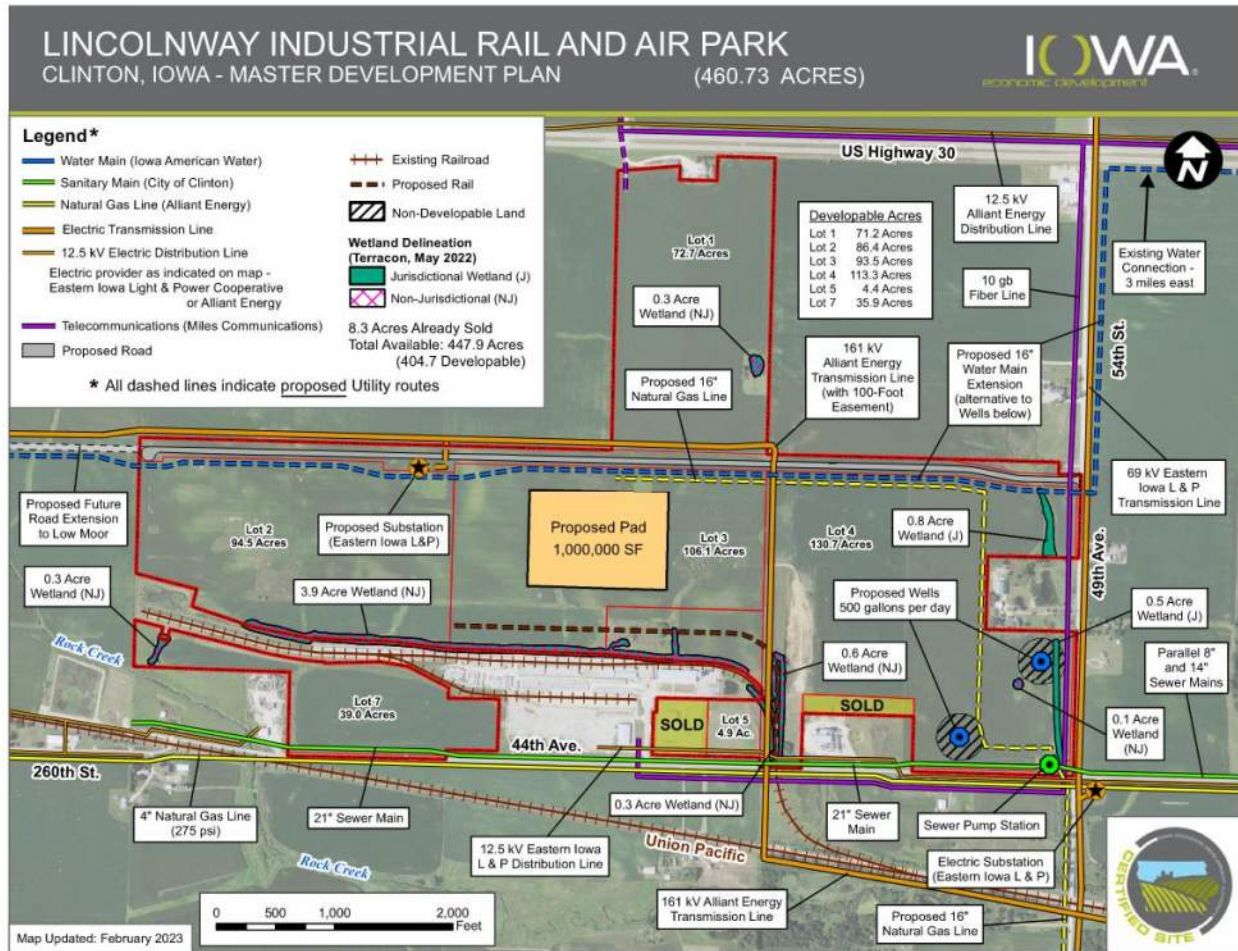 LINCOLNWAY INDUSTRIAL RAIL AND AIR PARK
CLINTON, IOWA - MASTER DEVELOPMENT PLAN (460.73 ACRES)
IOWA
economic development
Legend*
Water Main (Iowa American Water)
Sanitary Main (City of Clinton)
Natural Gas Line (Alliant Energy)
Electric Transmission Line
12.5 kV Electric Distribution Line
Electric provider as indicated on map -
Eastern Iowa Light & Power Cooperative
or Alliant Energy
Telecommunications (Miles Communications)
Proposed Road
Existing Railroad
Proposed Rail
Non-Developable Land
Wetland Delineation
(Terracon, May 2022)
Jurisdictional Wetland (J)
Non-Jurisdictional (NJ)
8.3 Acres Already Sold
Total Available: 447.9 Acres
(404.7 Developable)
* All dashed lines indicate proposed Utility routes
US Highway 30
N
Lot 1
72.7 Acres
Developable Acres
Lot 1 71.2 Acres
Lot 2 86.4 Acres
Lot 3 93.5 Acres
Lot 4 113.3 Acres
Lot 5 4.4 Acres
Lot 7 35.9 Acres
12.5 kV
Alliant Energy
Distribution Line
Existing Water
Connection -
3 miles east
10 gb
Fiber Line
54th St.
0.3 Acre
Wetland (NJ)
161 kV
Alliant Energy
Transmission Line
(with 100-Foot
Easement)
Proposed 16"
Water Main
Extension
(alternative to
Wells below)
Proposed 16"
Natural Gas Line
69 kV Eastern
Iowa L & P
Transmission Line
Proposed Future
Road Extension
to Low Moor
Lot 2
94.5 Acres
Proposed Substation
(Eastern Iowa L&P)
Proposed Pad
1,000,000 SF
Lot 3
106.1 Acres
Lot 4
130.7 Acres
0.8 Acre
Wetland (J)
49th Ave.
0.3 Acre
Wetland (NJ)
3.9 Acre Wetland (NJ)
Proposed Wells
500 gallons per day
0.5 Acre
Wetland (J)
Rock Creek
0.6 Acre
Wetland (NJ)
Parallel 8"
and 14"
Sewer Mains
Lot 7
39.0 Acres
SOLD
Lot 5
4.9 Ac.
SOLD
0.1 Acre
Wetland
(NJ)
44th Ave.
260th St.
4" Natural Gas Line
(275 psi)
21" Sewer Main
0.3 Acre Wetland (NJ)
21" Sewer
Main
Sewer Pump Station
12.5 kV Eastern Iowa
L & P Distribution Line
Union Pacific
Electric Substation
(Eastern Iowa L & P)
Rock Creek
161 kV Alliant Energy
Transmission Line
Proposed 16"
Natural Gas Line
0 500 1,000 2,000
Feet
Map Updated: February 2023
CERTIFIED SITE